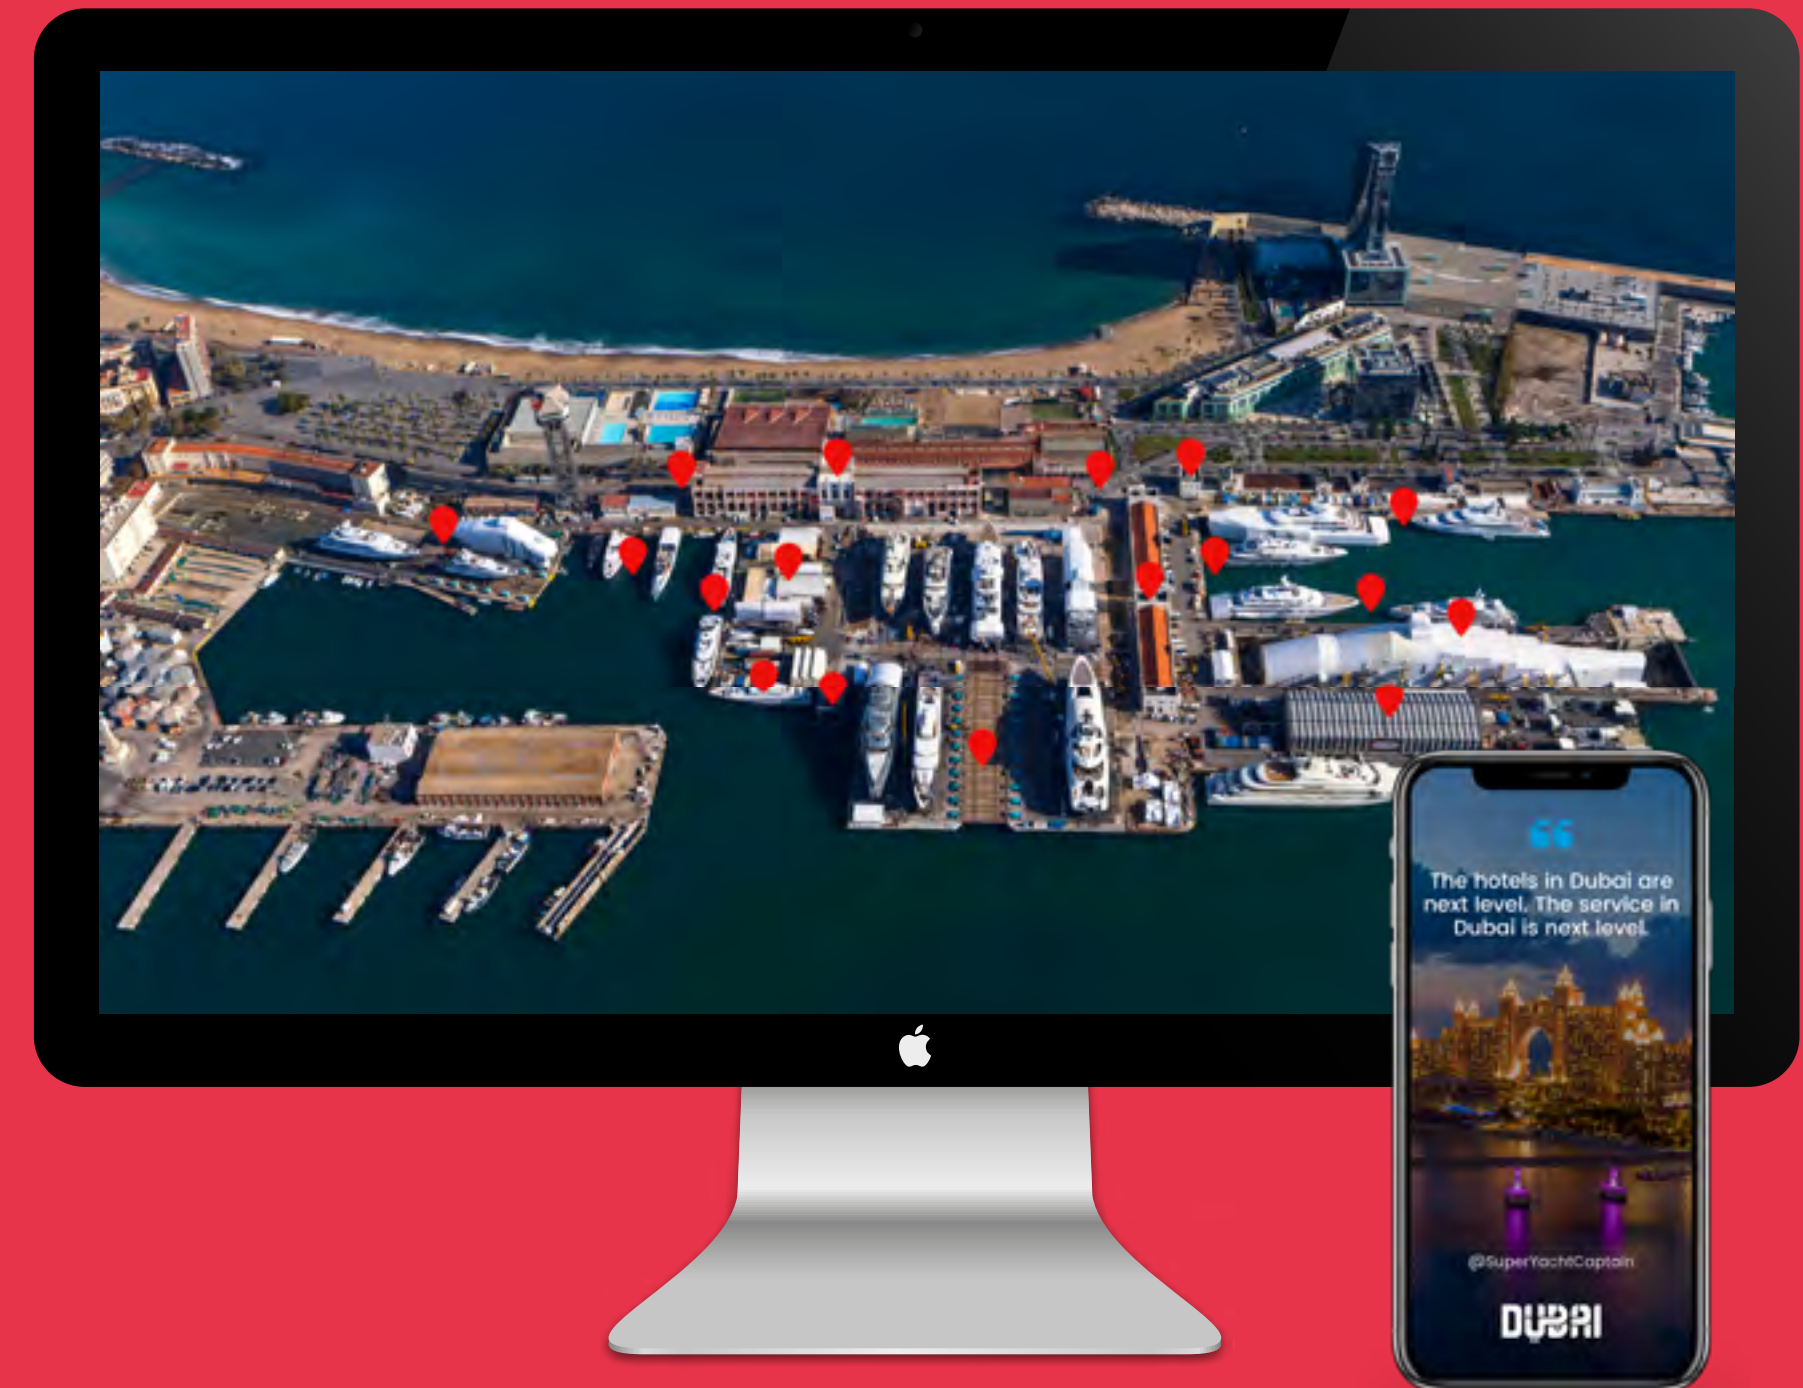 The hotels in Dubai are
next level. The service in
Dubai is next level.
@SuperYachtCaptain
DUBAI